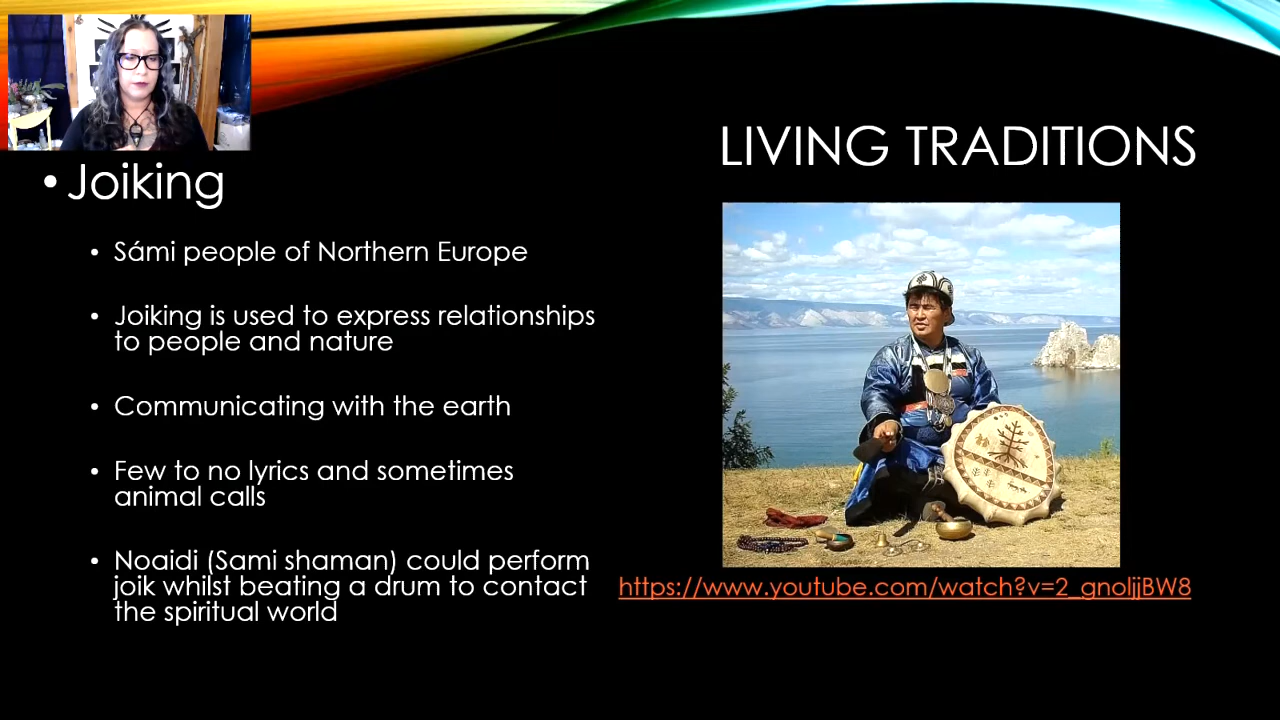 • Joiking
• Sámi people of Northern Europe
• Joiking is used to express relationships
to people and nature
• Communicating with the earth
• Few to no lyrics and sometimes
animal calls
• Noaidi (Sami shaman) could perform
joik whilst beating a drum to contact
the spiritual world
LIVING TRADITIONS
https://www.youtube.com/watch?v=2_gnoljjBW8